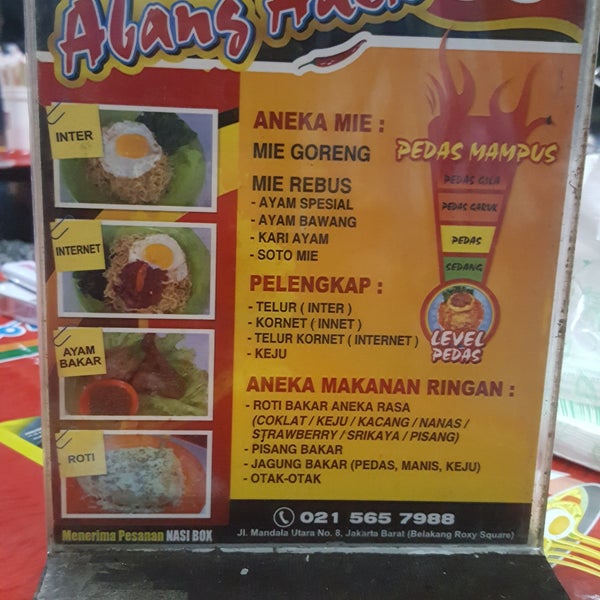 Abang
INTER
INTERNET
AYAM
BAKAR
ROTI
Menerima Pesanan NASI BOX
ANEKA MIE :
MIE GORENG
MIE REBUS
- AYAM SPESIAL
- AYAM BAWANG
- KARI AYAM
- SOTO MIE
PELENGKAP :
- TELUR ( INTER )
- KORNET ( INNET )
- TELUR KORNET ( INTERNET )
- KEJU
ANEKA MAKANAN RINGAN :
- ROTI BAKAR ANEKA RASA
(COKLAT / KEJU / KACANG / NANAS /
STRAWBERRY / SRIKAYA / PISANG)
- PISANG BAKAR
- JAGUNG BAKAR (PEDAS, MANIS, KEJU)
- OTAK-OTAK
PEDAS MAMPUS
PEDAS GILA
PEDAS GARUK
PEDAS
SEDANG
LEVEL
PEDAS
021 565 7988
Jl. Mandala Utara No. 8, Jakarta Barat (Belakang Roxy Square)